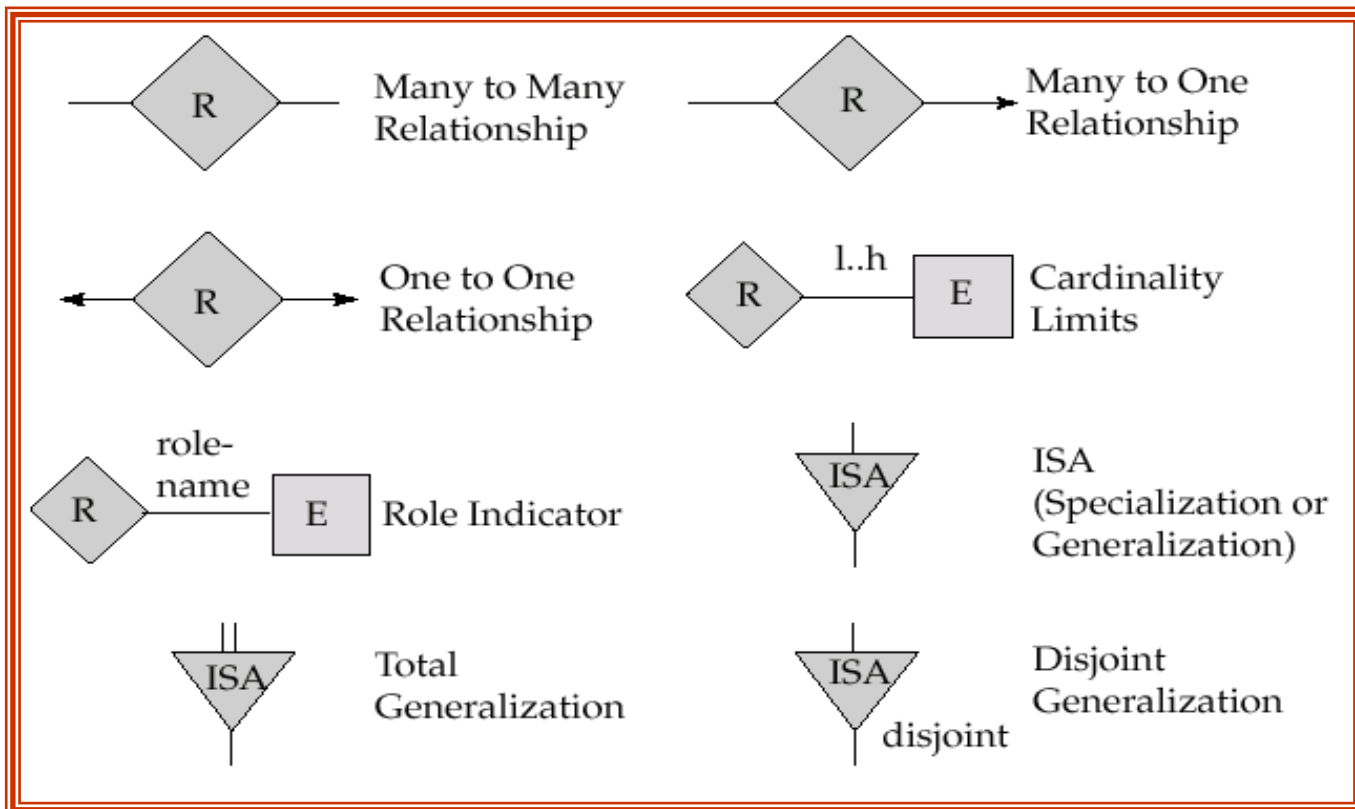 R
Many to Many
Relationship
R
Many to One
Relationship
R
One to One
Relationship
R
l..h
E
Cardinality
Limits
R
role-
name
E
Role Indicator
ISA
ISA
(Specialization or
Generalization)
ISA
Total
Generalization
ISA
disjoint
Disjoint
Generalization